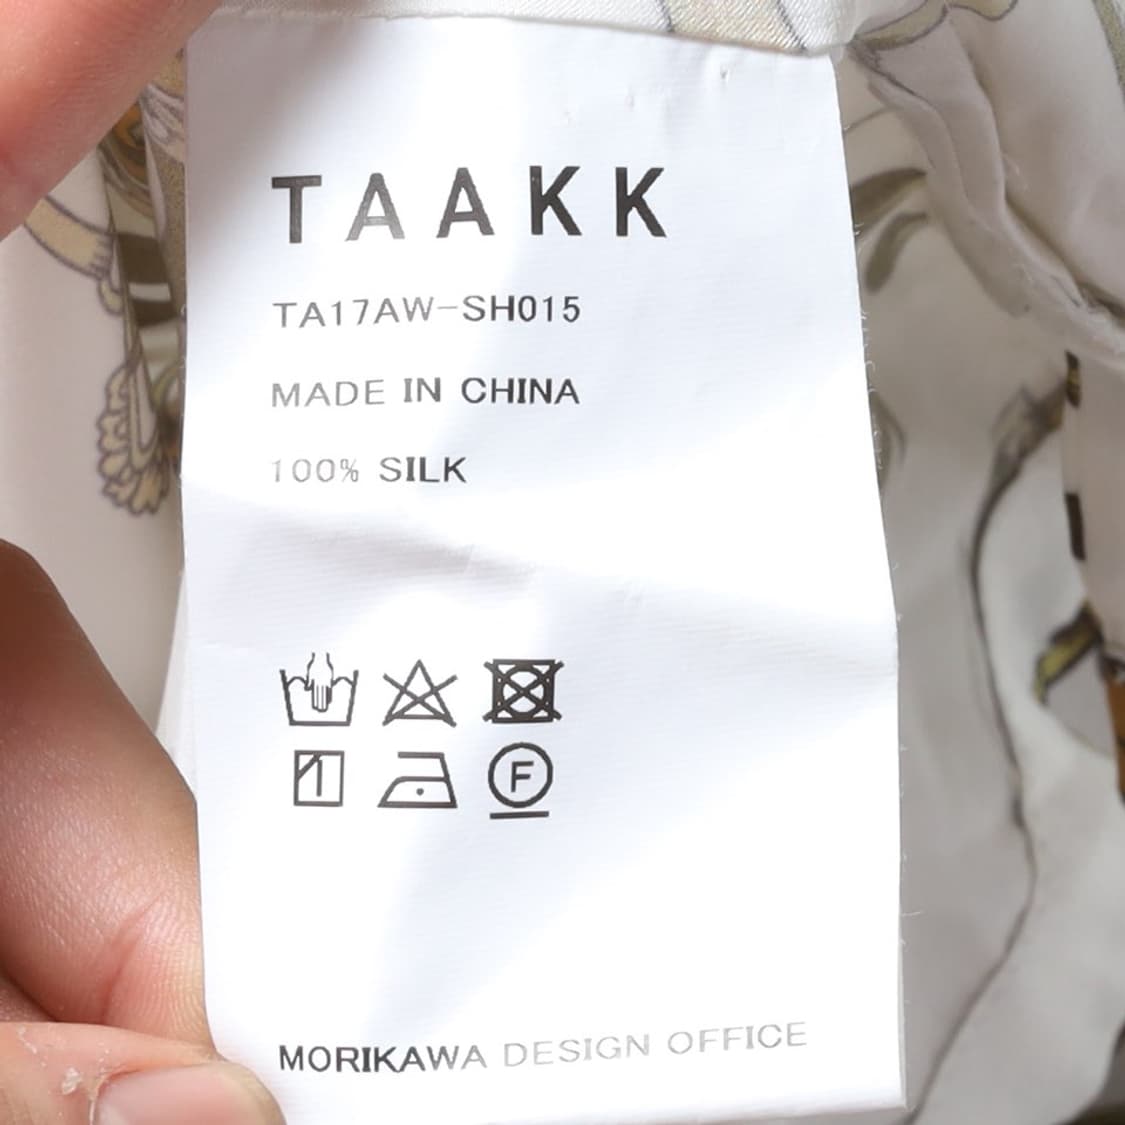 TAAKK
TA17AW-SH015
MADE IN CHINA
100% SILK
F
MORIKAWA DESIGN OFFICE